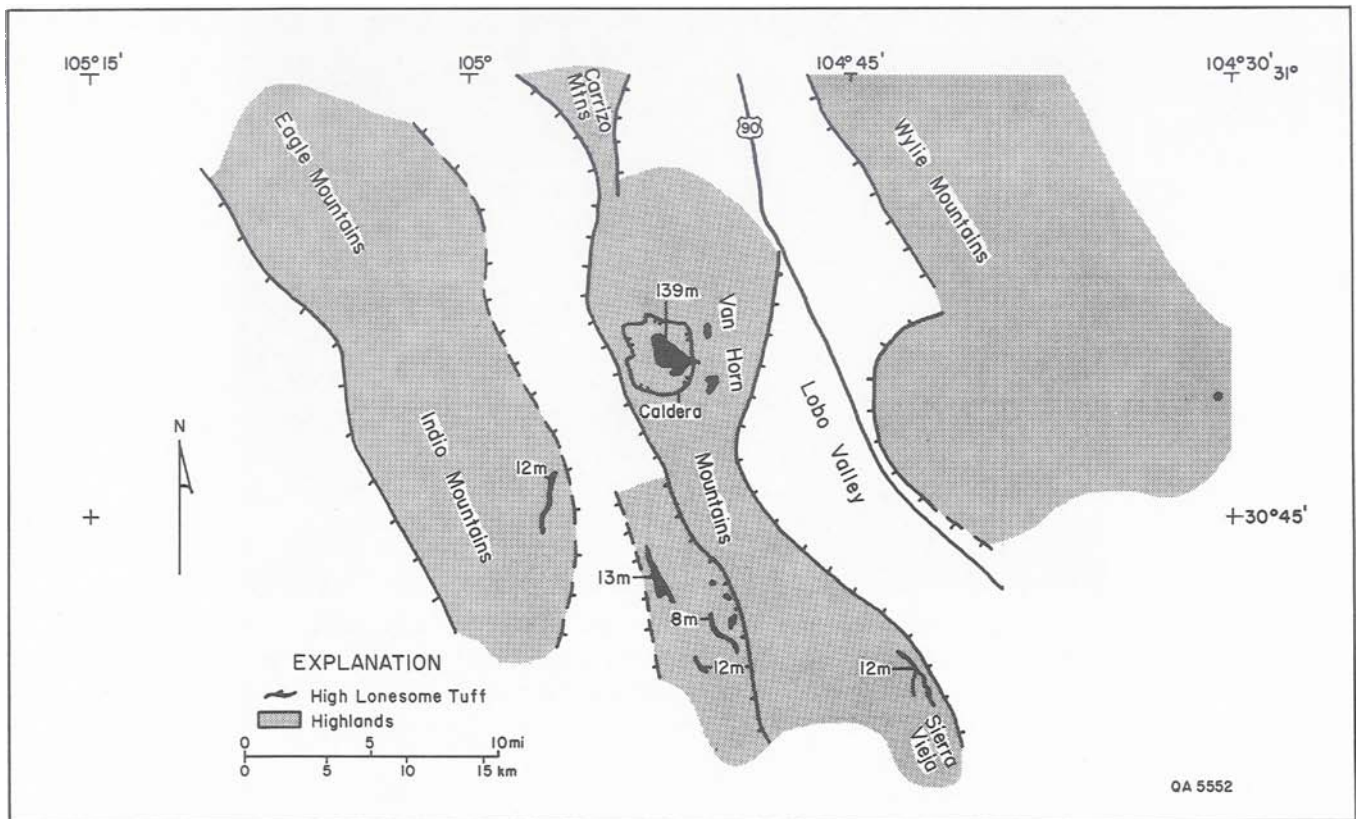 105°15'
105°
104°45'
104°30'
31°
Carrizo
Mtns
90
Eagle Mountains
Wylie Mountains
139m
Van Horn
Caldera
Lobo Valley
Mountains
Indio Mountains
12m
N
30°45'
13m
8m
12m
12m
Sierra
Vieja
EXPLANATION
High Lonesome Tuff
Highlands
0 5 10mi
0 5 10 15 km
QA 5552